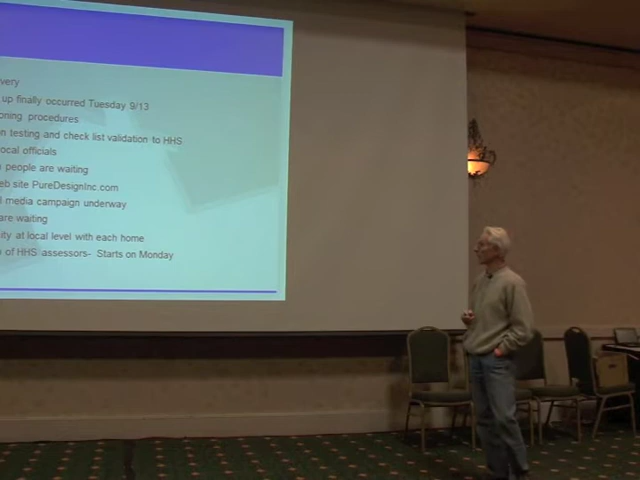 very
up finally occurred Tuesday 9/13
oning procedures
n testing and check list validation to HHS
ocal officials
people are waiting
eb site PureDesignInc.com
l media campaign underway
are waiting
ity at local level with each home
of HHS assessors- Starts on Monday